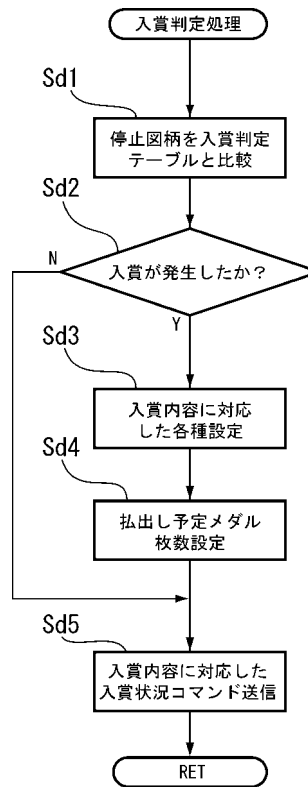 入賞判定処理
Sd1
停止図柄を入賞判定
テーブルと比較
Sd2
入賞が発生したか？
N
Y
Sd3
入賞内容に対応
した各種設定
Sd4
払出し予定メダル
枚数設定
Sd5
入賞内容に対応した
入賞状況コマンド送信
RET